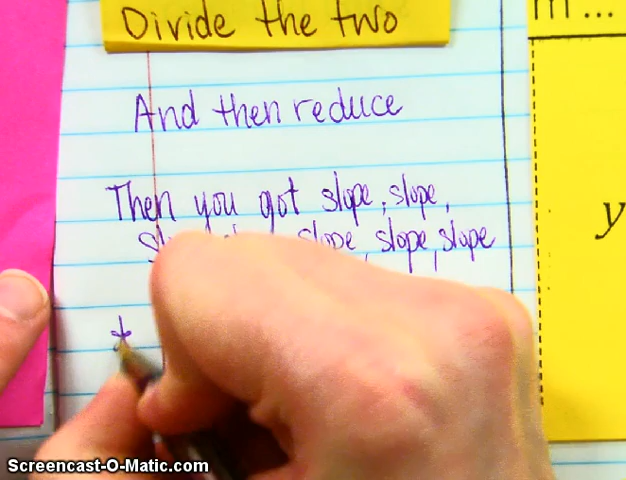 Divide the two
m...
And then reduce
Then you got slope, slope,
slope, slope, slope
y
Screencast-O-Matic.com